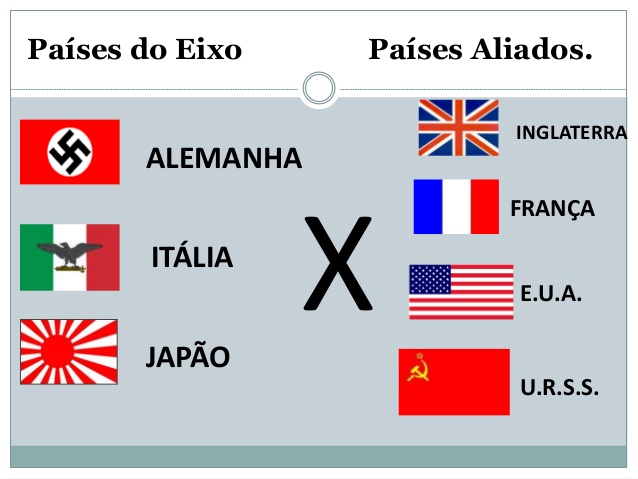 Países do Eixo
Países Aliados.
ALEMANHA
ITÁLIA
JAPÃO
X
INGLATERRA
FRANÇA
E.U.A.
U.R.S.S.